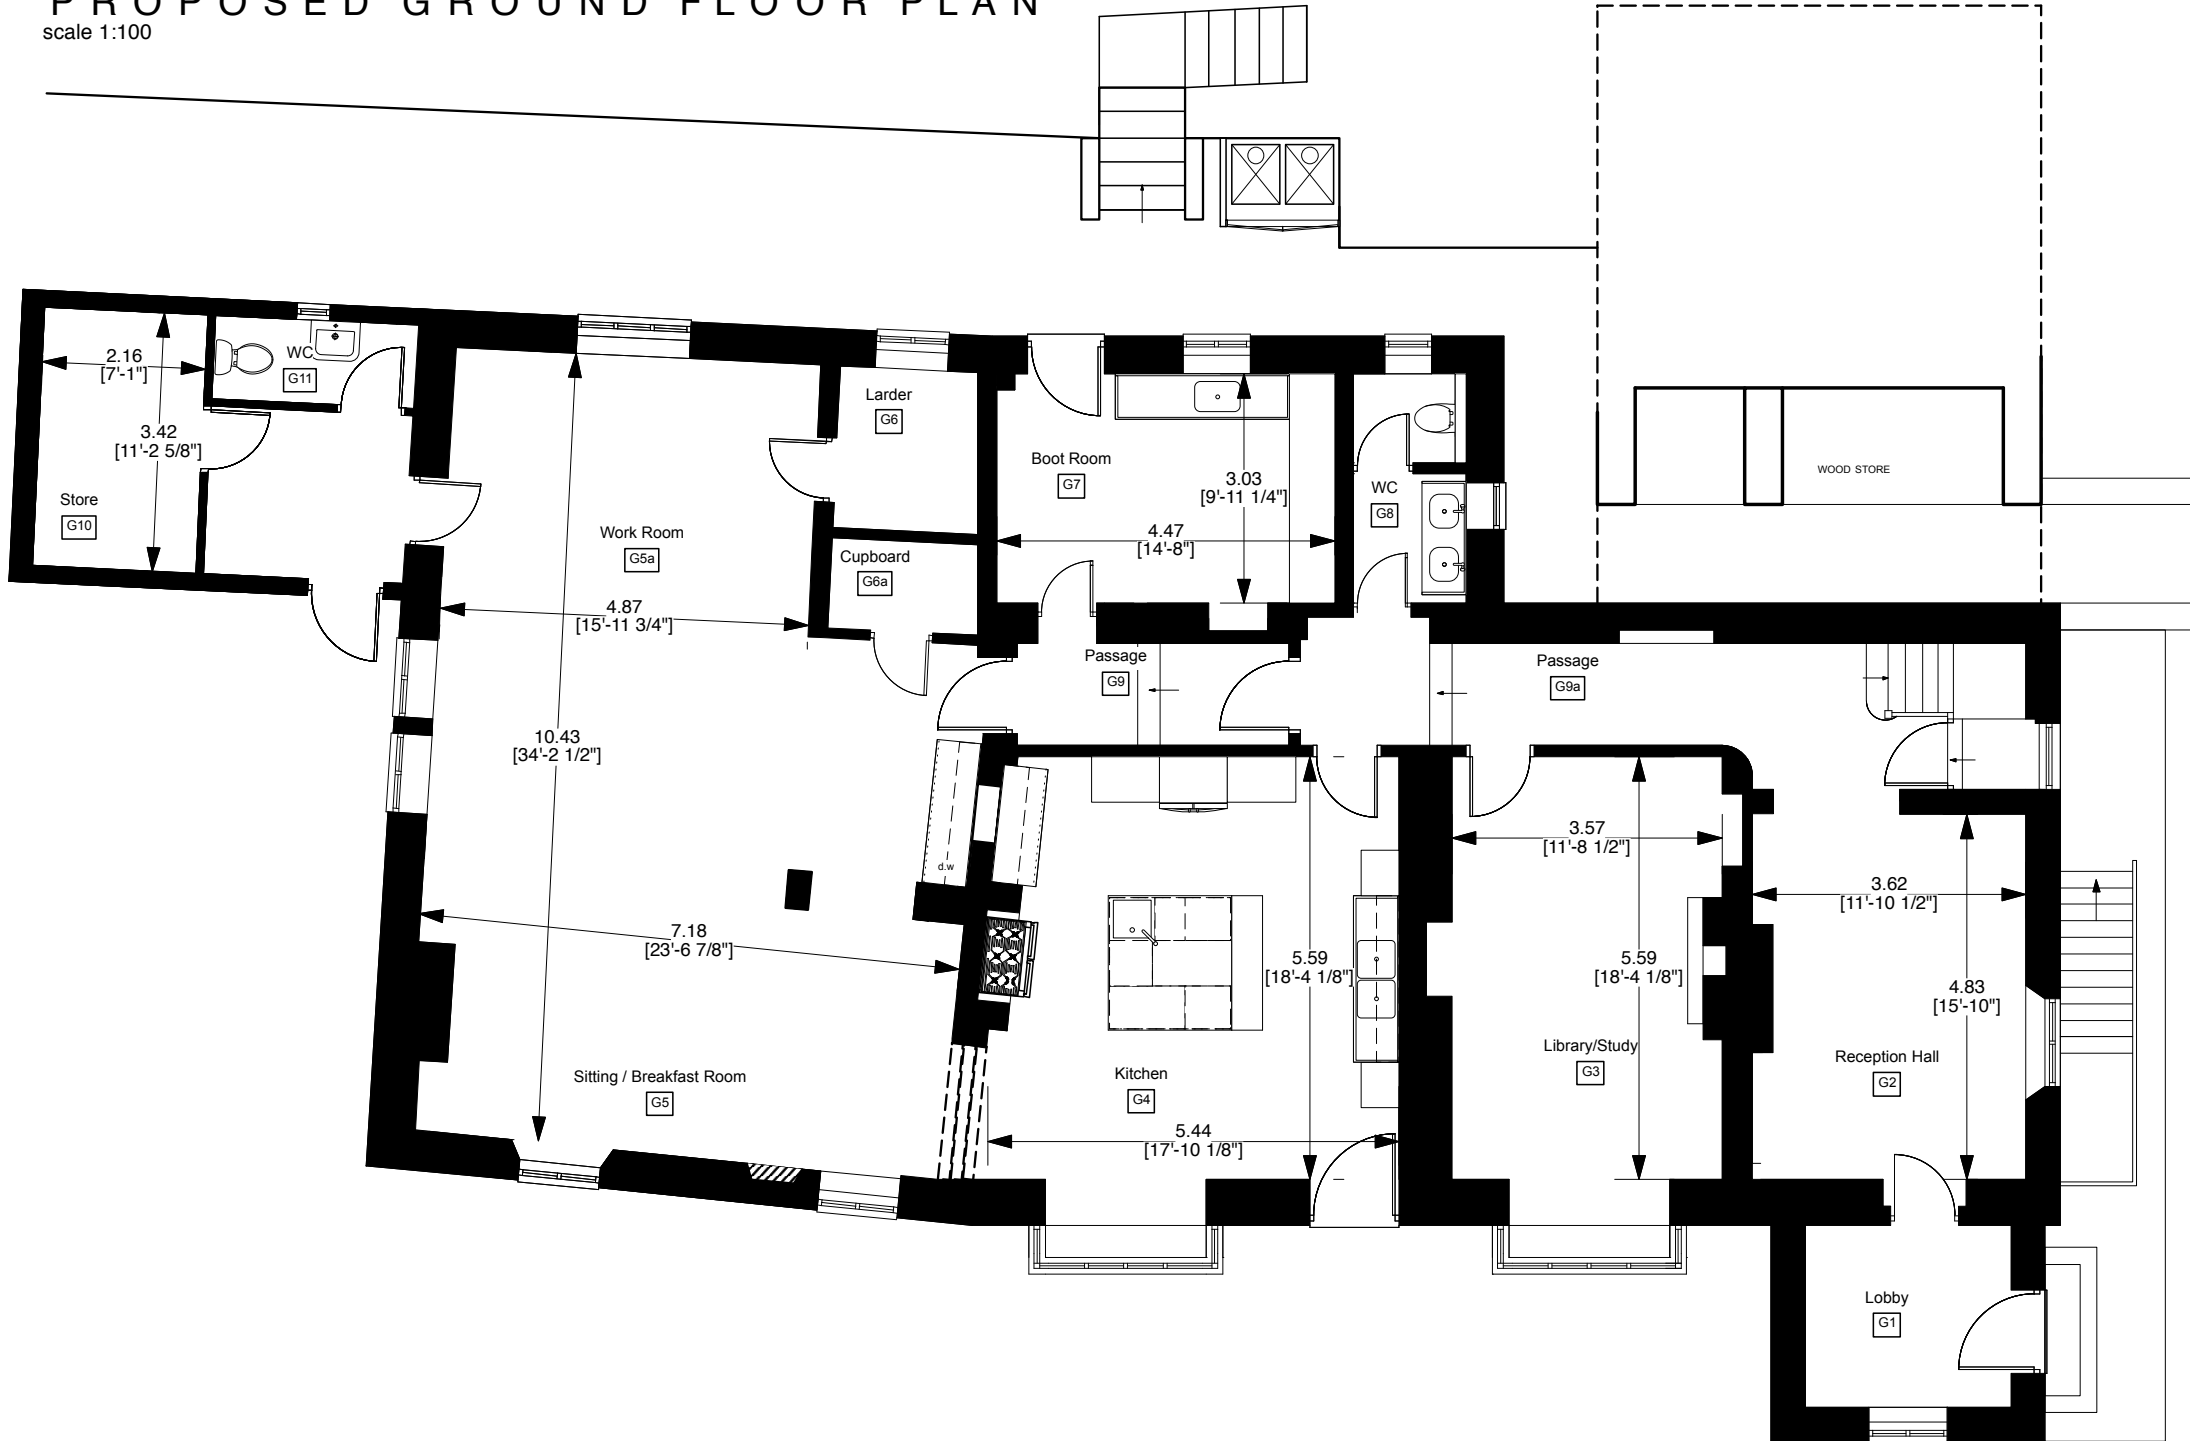 PROPOSED GROUND FLOOR PLAN
scale 1:100
2.16
[7'-1"]
WC
G11
3.42
[11'-2 5/8"]
Store
G10
Larder
G6
Work Room
G5a
Cupboard
G6a
4.87
[15'-11 3/4"]
10.43
[34'-2 1/2"]
Boot Room
G7
3.03
[9'-11 1/4"]
4.47
[14'-8"]
WC
G8
WOOD STORE
Passage
G9
Passage
G9a
d.w
7.18
[23'-6 7/8"]
Sitting / Breakfast Room
G5
5.59
[18'-4 1/8"]
Kitchen
G4
5.44
[17'-10 1/8"]
3.57
[11'-8 1/2"]
5.59
[18'-4 1/8"]
Library/Study
G3
3.62
[11'-10 1/2"]
4.83
[15'-10"]
Reception Hall
G2
Lobby
G1